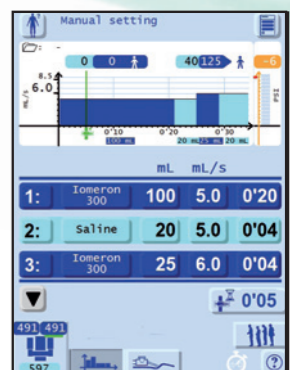 Manual setting
: -
0 0 40 125 -6
8.5
6.0
mL/s
PSI
0'10 0'20 0'30
100 mL 20 mL 25 mL 20 mL
mL mL/s
1: Iomeron 300 100 5.0 0'20
2: Saline 20 5.0 0'04
3: Iomeron 300 25 6.0 0'04
0'05
491 491
597
?